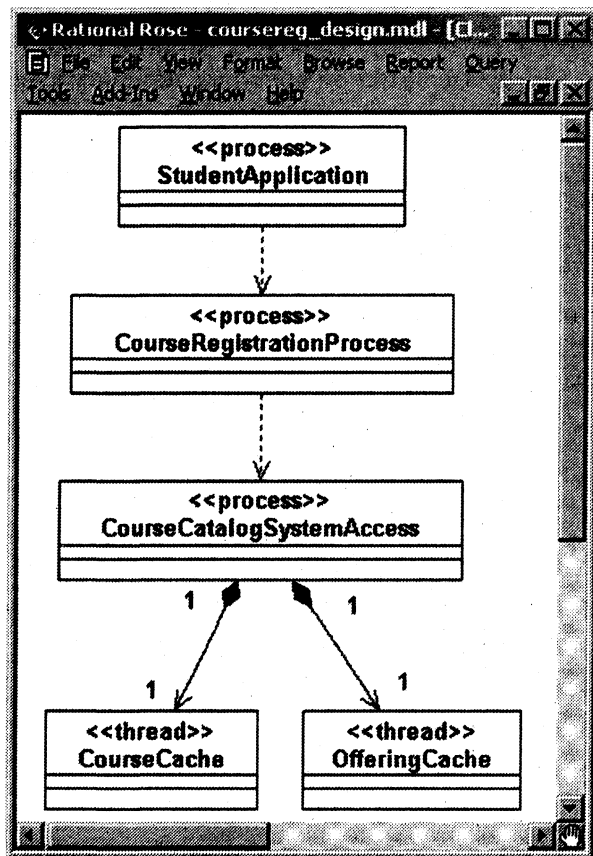 Rational Rose - coursereg_design.mdl - [Cl...
File Edit View Format Browse Report Query
Tools Add-Ins Window Help
<<process>>
StudentApplication
<<process>>
CourseRegistrationProcess
<<process>>
CourseCatalogSystemAccess
1 1
1 1
<<thread>> <<thread>>
CourseCache OfferingCache